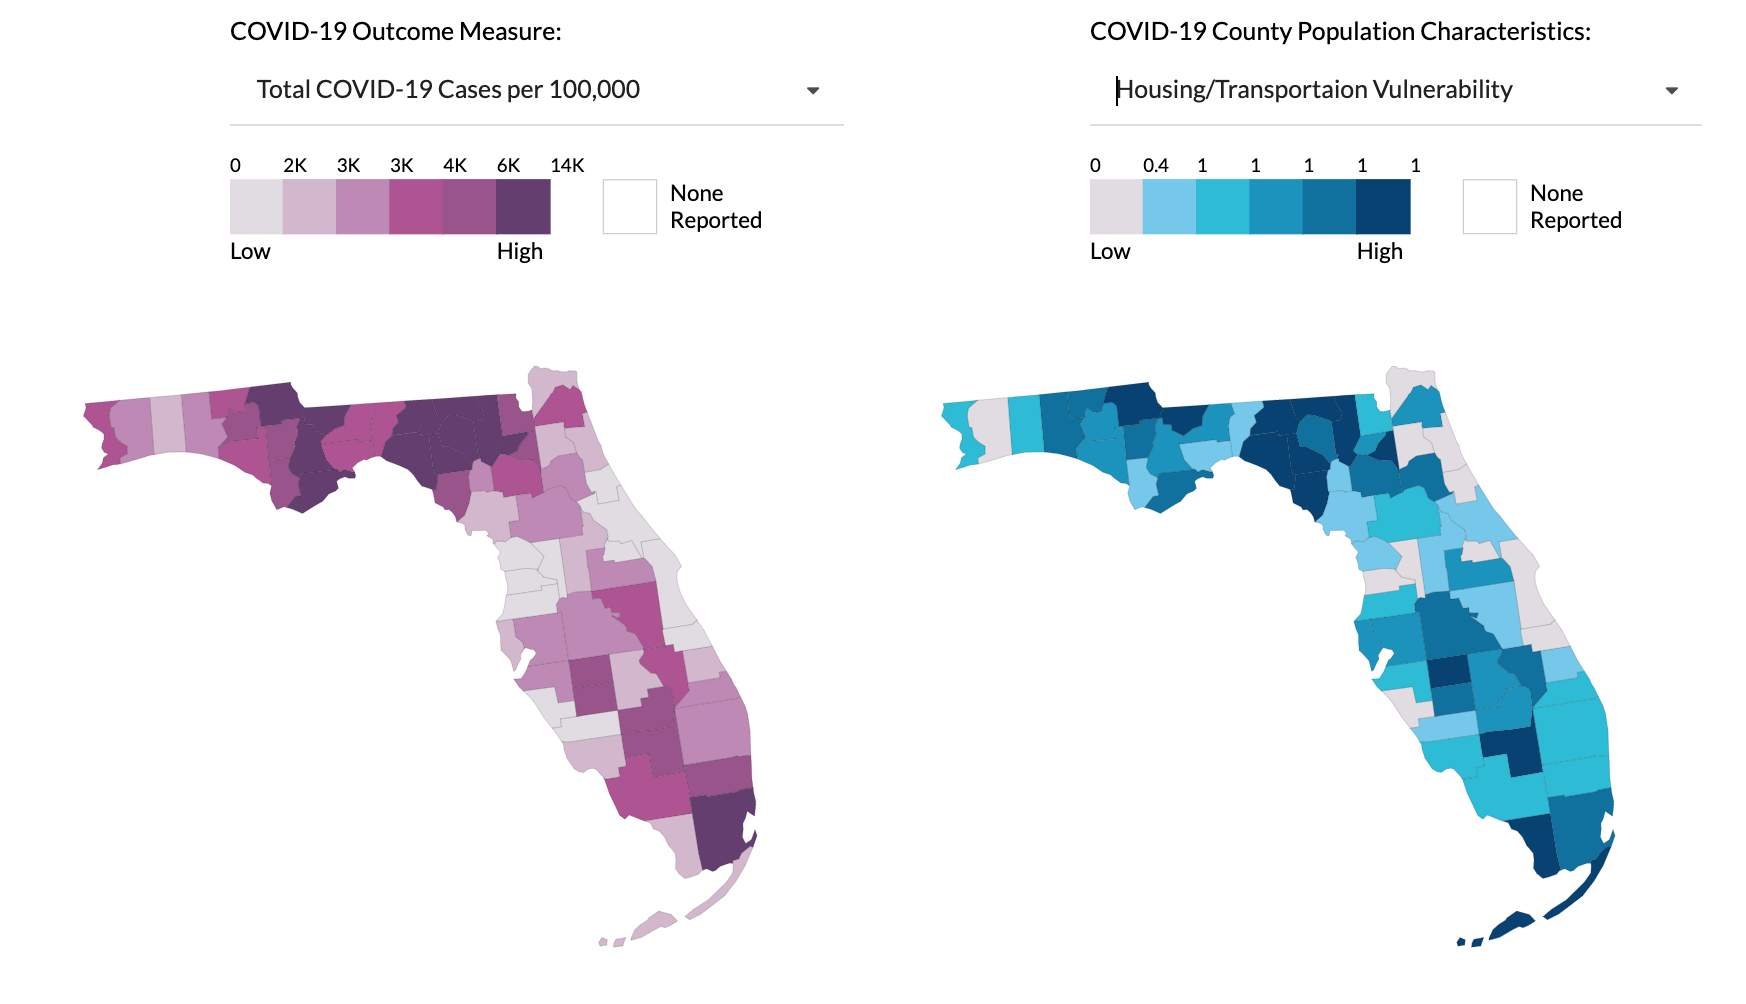 COVID-19 Outcome Measure:
Total COVID-19 Cases per 100,000
0 2K 3K 3K 4K 6K 14K
None
Reported
Low High
COVID-19 County Population Characteristics:
Housing/Transportaion Vulnerability
0 0.4 1 1 1 1 1
None
Reported
Low High